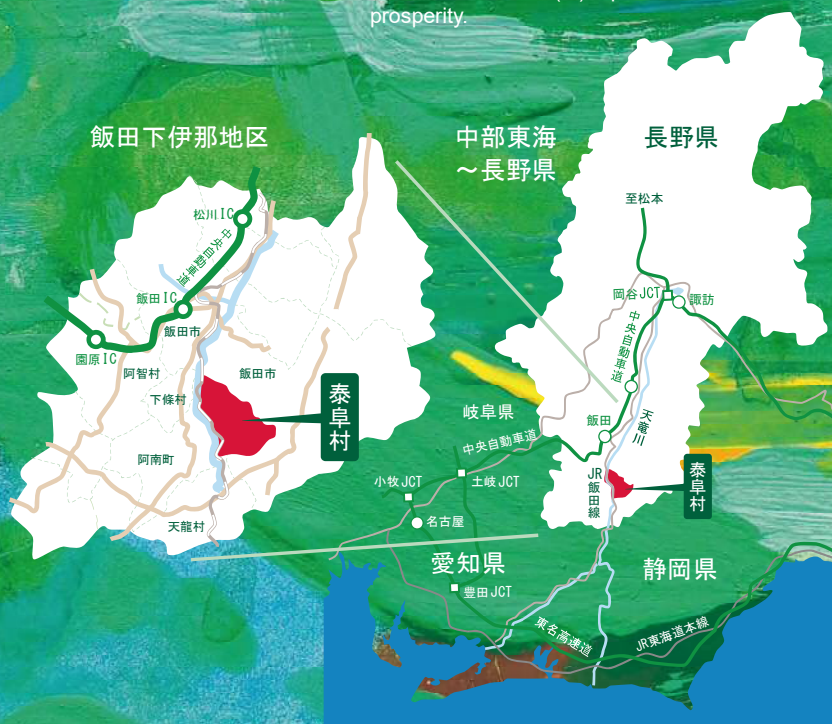 prosperity.
飯田下伊那地区
松川IC
中央自動車道
飯田IC
飯田市
園原IC
阿智村
飯田市
下條村
泰阜村
阿南町
天龍村
中部東海
～長野県
長野県
至松本
岡谷JCT
諏訪
中央自動車道
飯田
天竜川
JR飯田線
泰阜村
岐阜県
中央自動車道
小牧JCT
土岐JCT
名古屋
愛知県
静岡県
豊田JCT
東名高速道
JR東海道本線